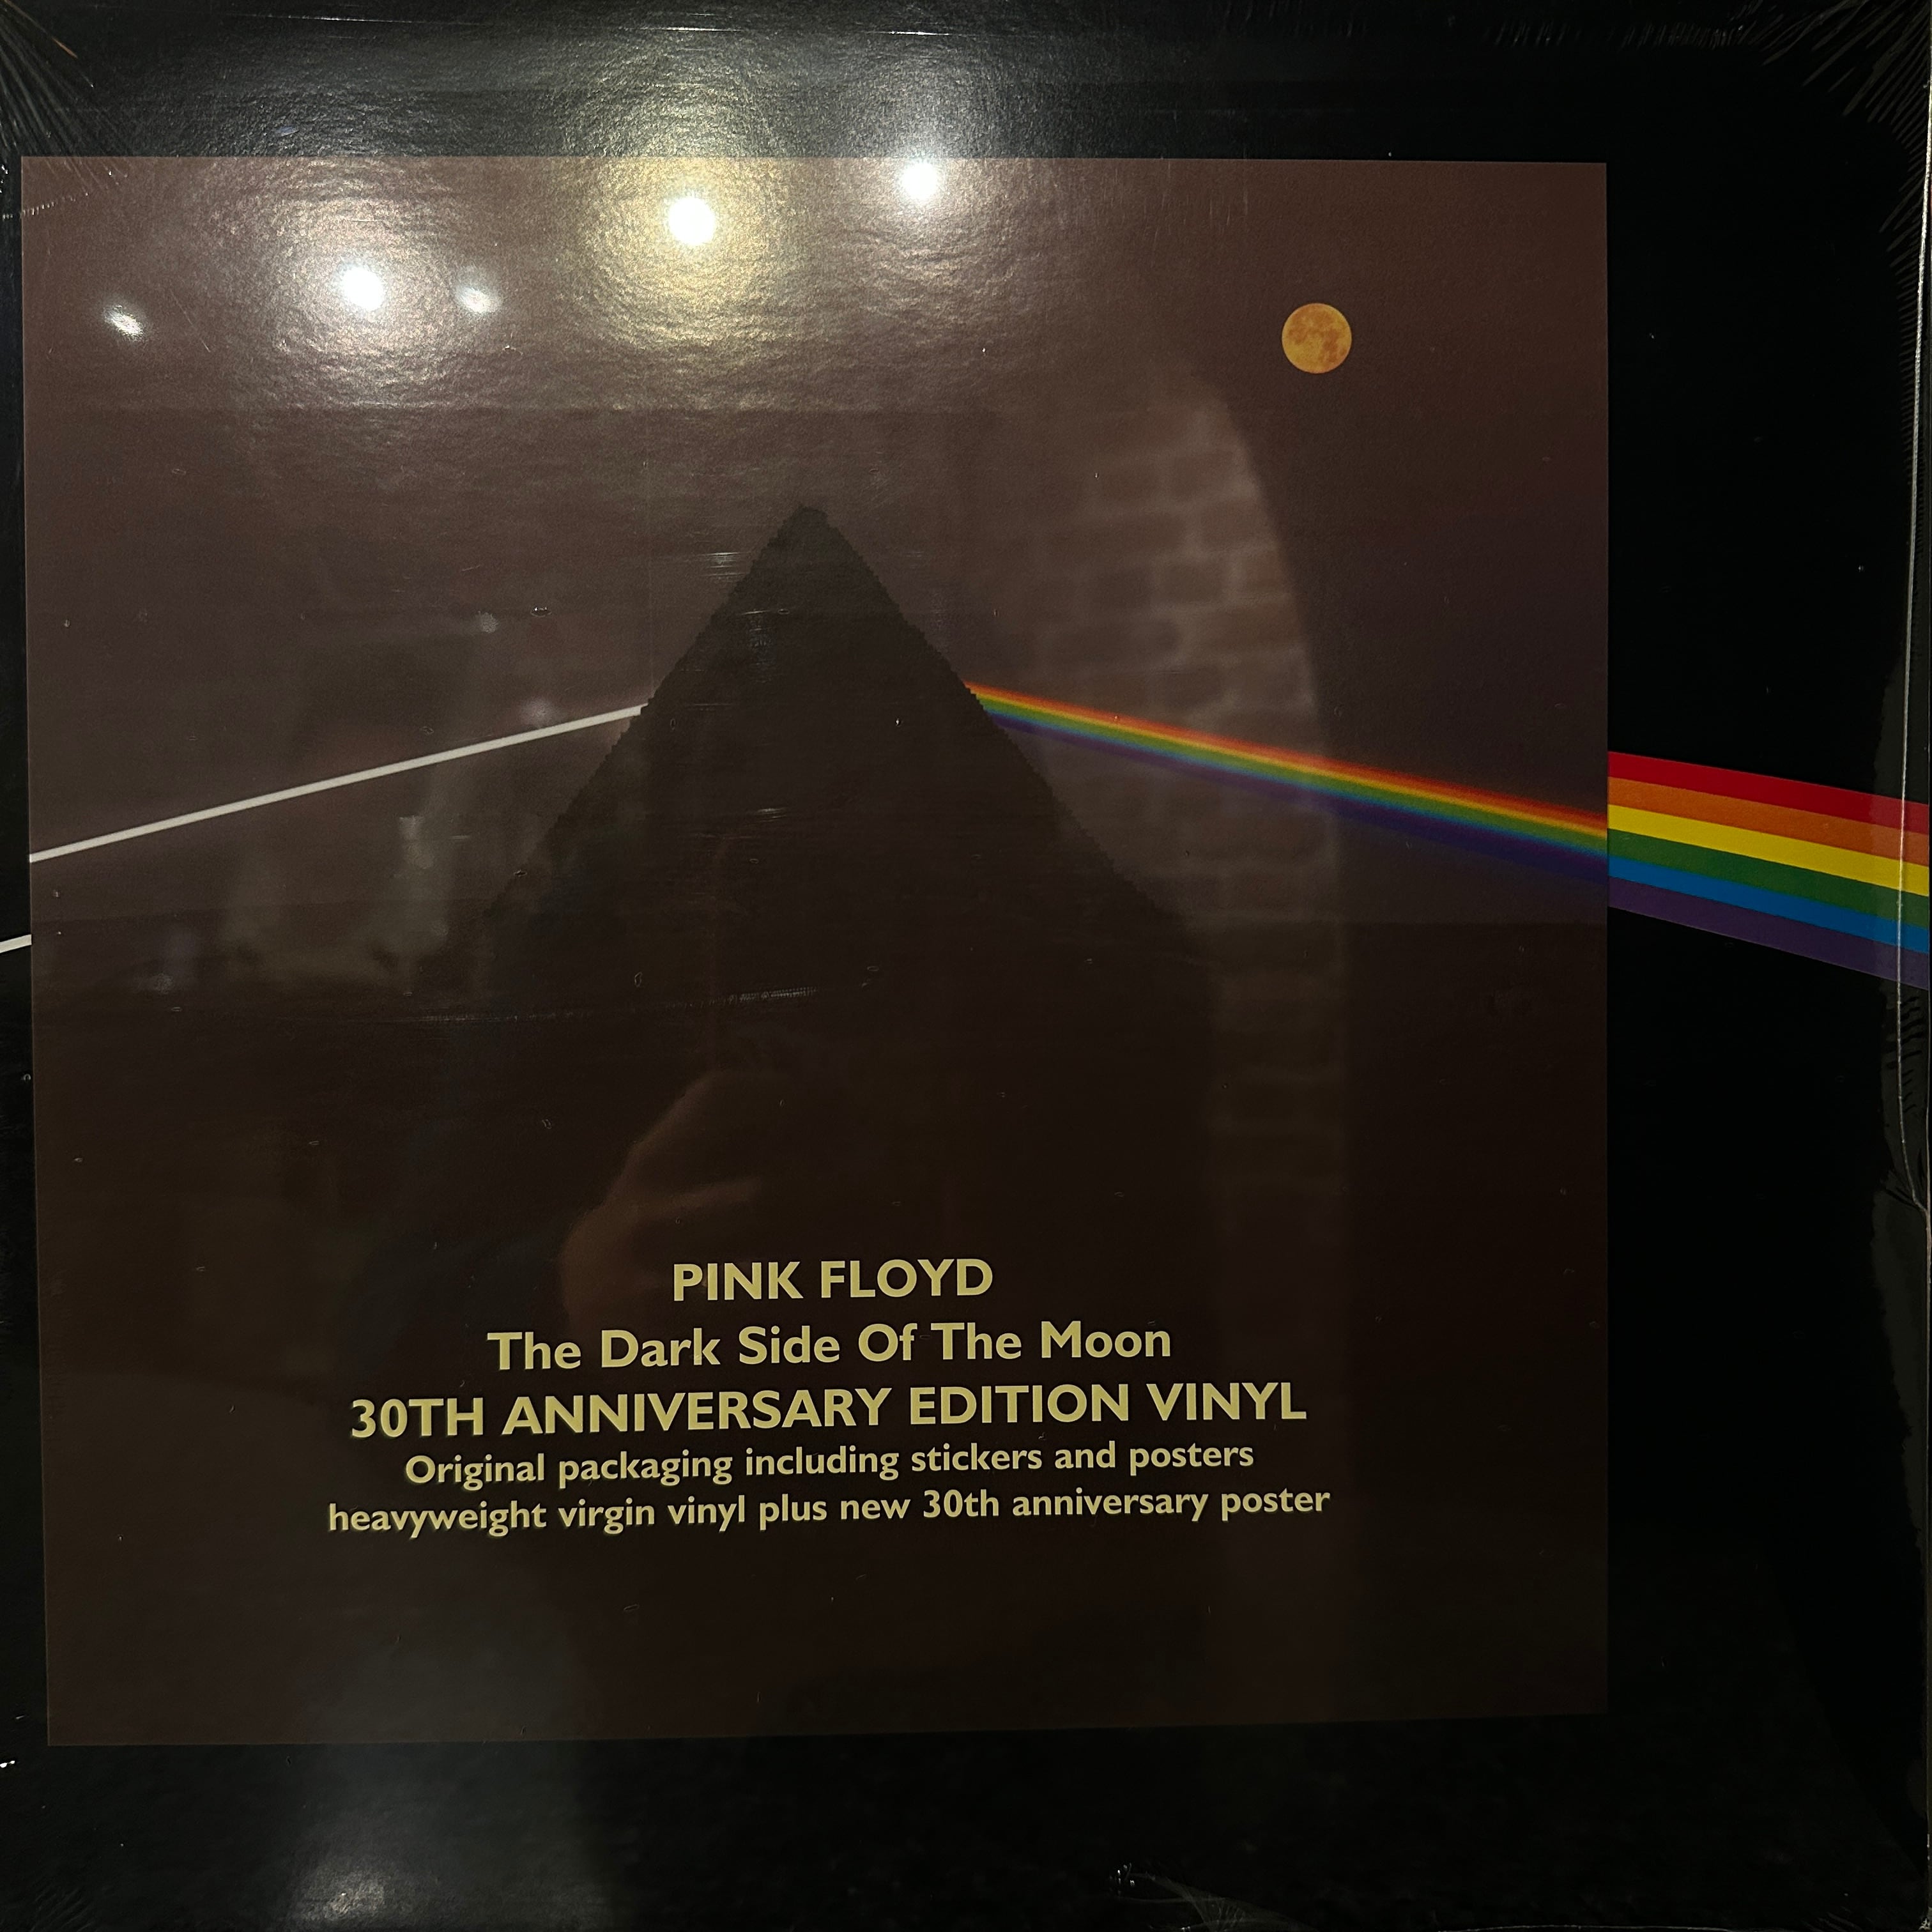 PINK FLOYD
The Dark Side Of The Moon
30TH ANNIVERSARY EDITION VINYL
Original packaging including stickers and posters
heavyweight virgin vinyl plus new 30th anniversary poster